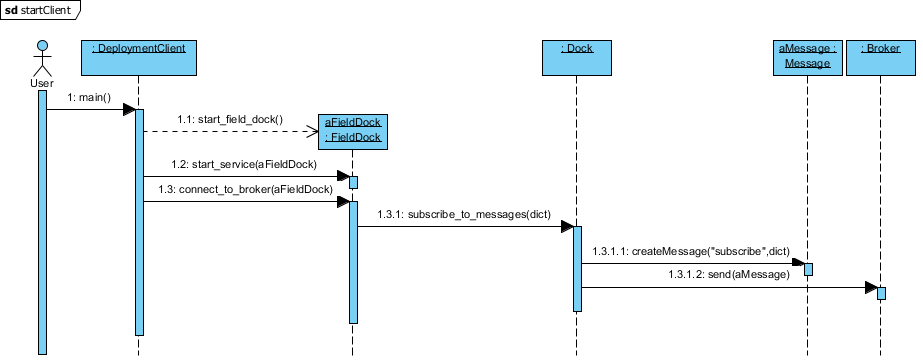 sd startClient
: DeploymentClient
: Dock
aMessage :
Message
: Broker
User
1: main()
1.1: start_field_dock()
aFieldDock
: FieldDock
1.2: start_service(aFieldDock)
1.3: connect_to_broker(aFieldDock)
1.3.1: subscribe_to_messages(dict)
1.3.1.1: createMessage("subscribe",dict)
1.3.1.2: send(aMessage)